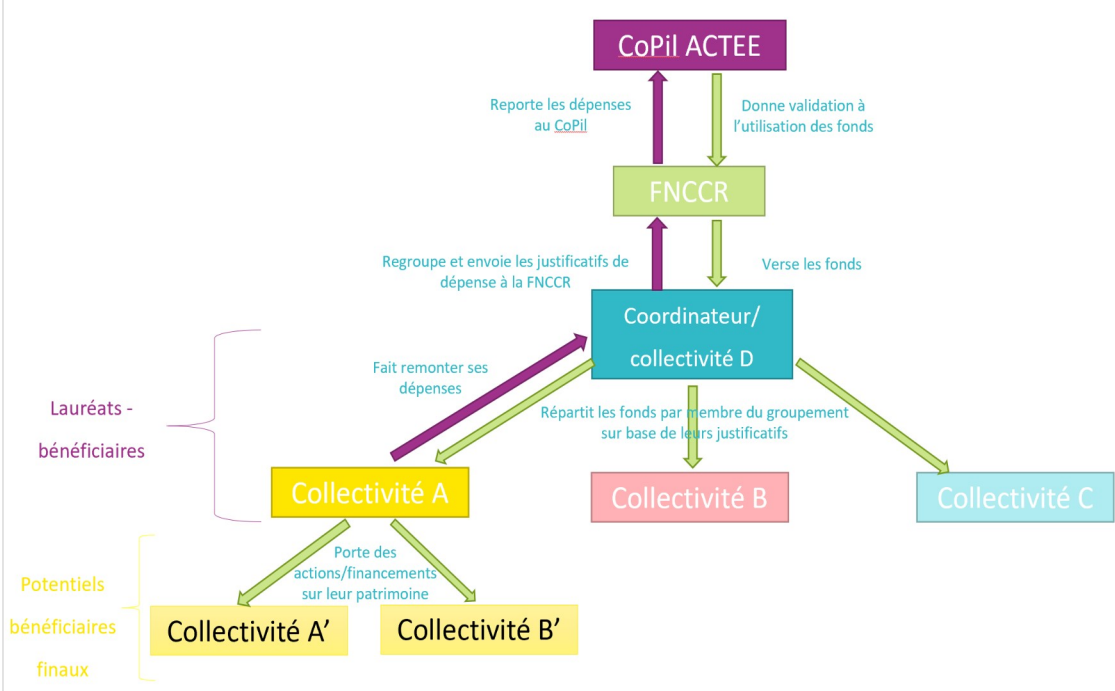 CoPil ACTEE
Reporte les dépenses
au CoPil
Donne validation à
l'utilisation des fonds
FNCCR
Regroupe et envoie les justificatifs de
dépense à la FNCCR
Verse les fonds
Coordinateur/
collectivité D
Fait remonter ses
dépenses
Lauréats -
bénéficiaires
Répartit les fonds par membre du groupement
sur base de leurs justificatifs
Collectivité A
Collectivité B
Collectivité C
Porte des
actions/financements
sur leur patrimoine
Potentiels
bénéficiaires
finaux
Collectivité A’
Collectivité B’